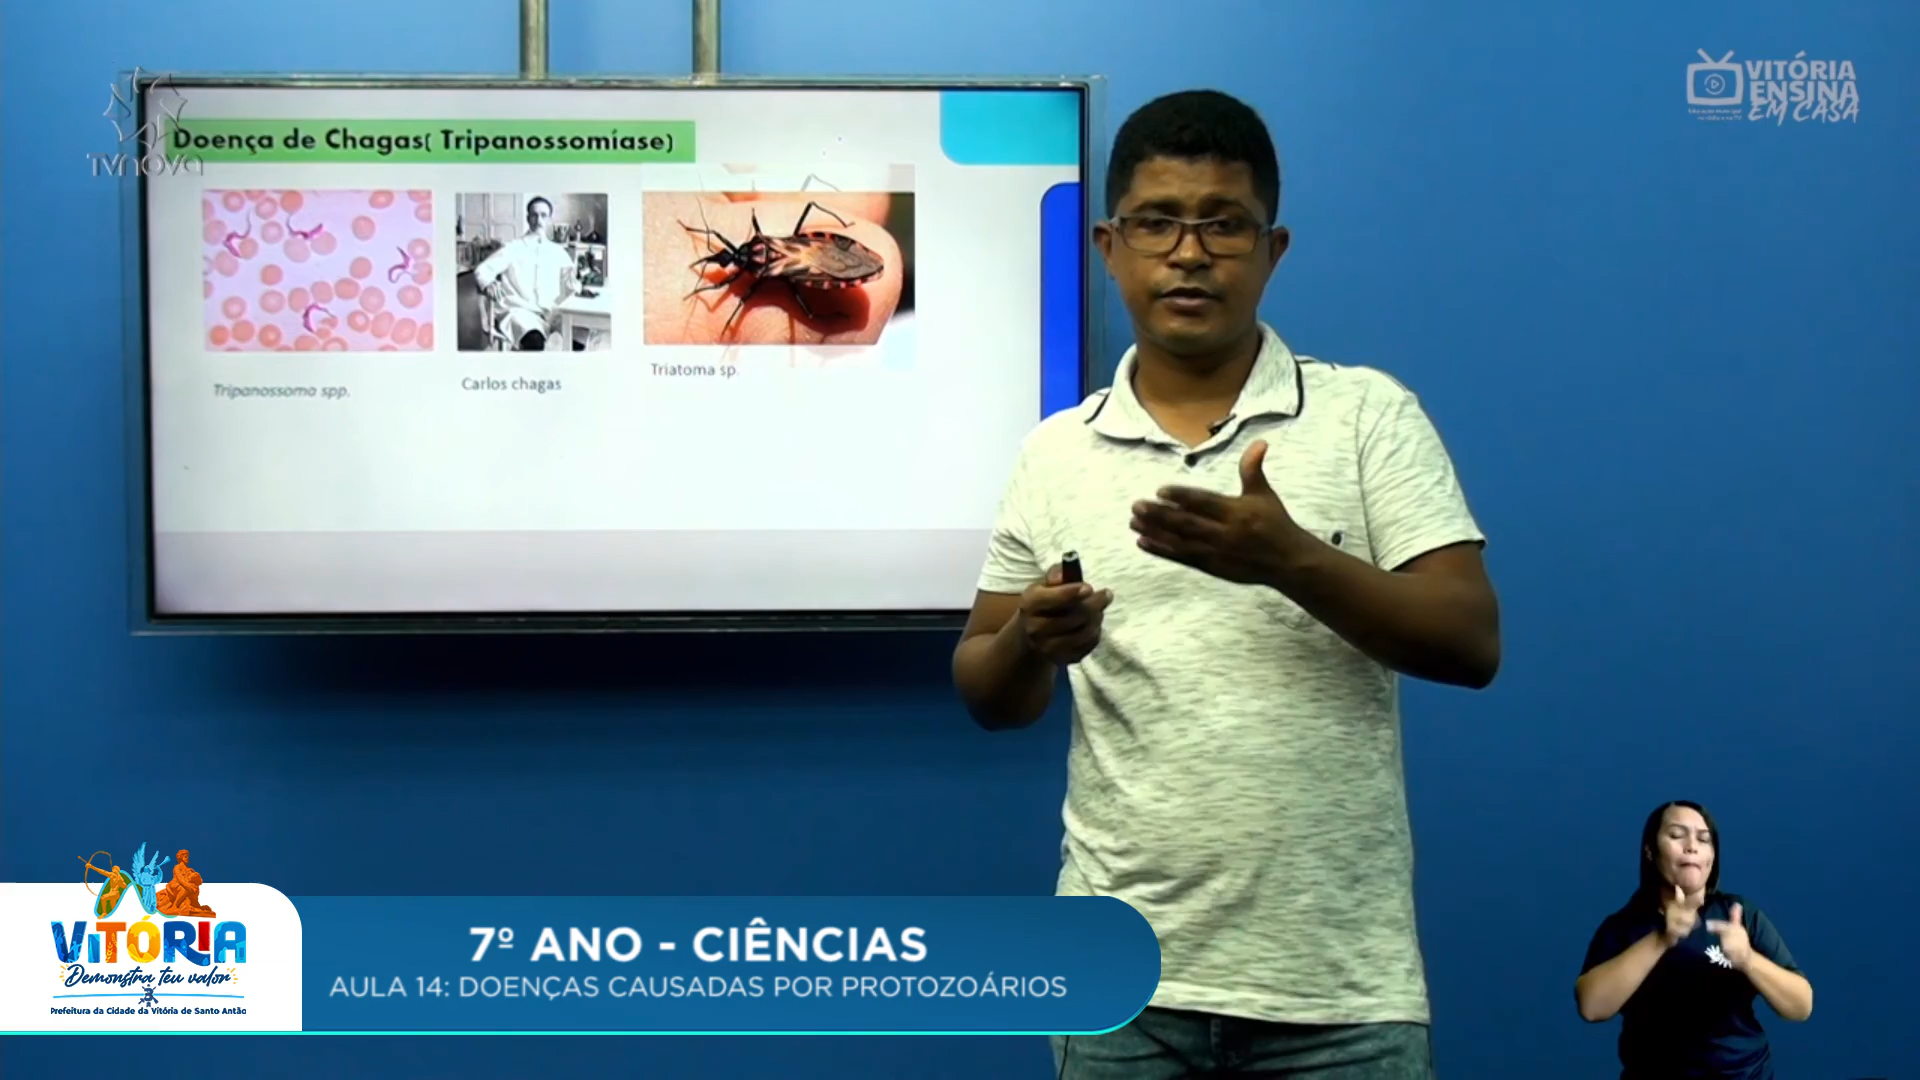 TVNOVA
VITÓRIA
ENSINA
EM CASA
Doença de Chagas( Tripanossomíase)
Tripanossoma spp.
Carlos chagas
Triatoma sp.
VITÓRIA
Demonstra teu valor
Prefeitura da Cidade da Vitória de Santo Antão
7º ANO - CIÊNCIAS
AULA 14: DOENÇAS CAUSADAS POR PROTOZOÁRIOS